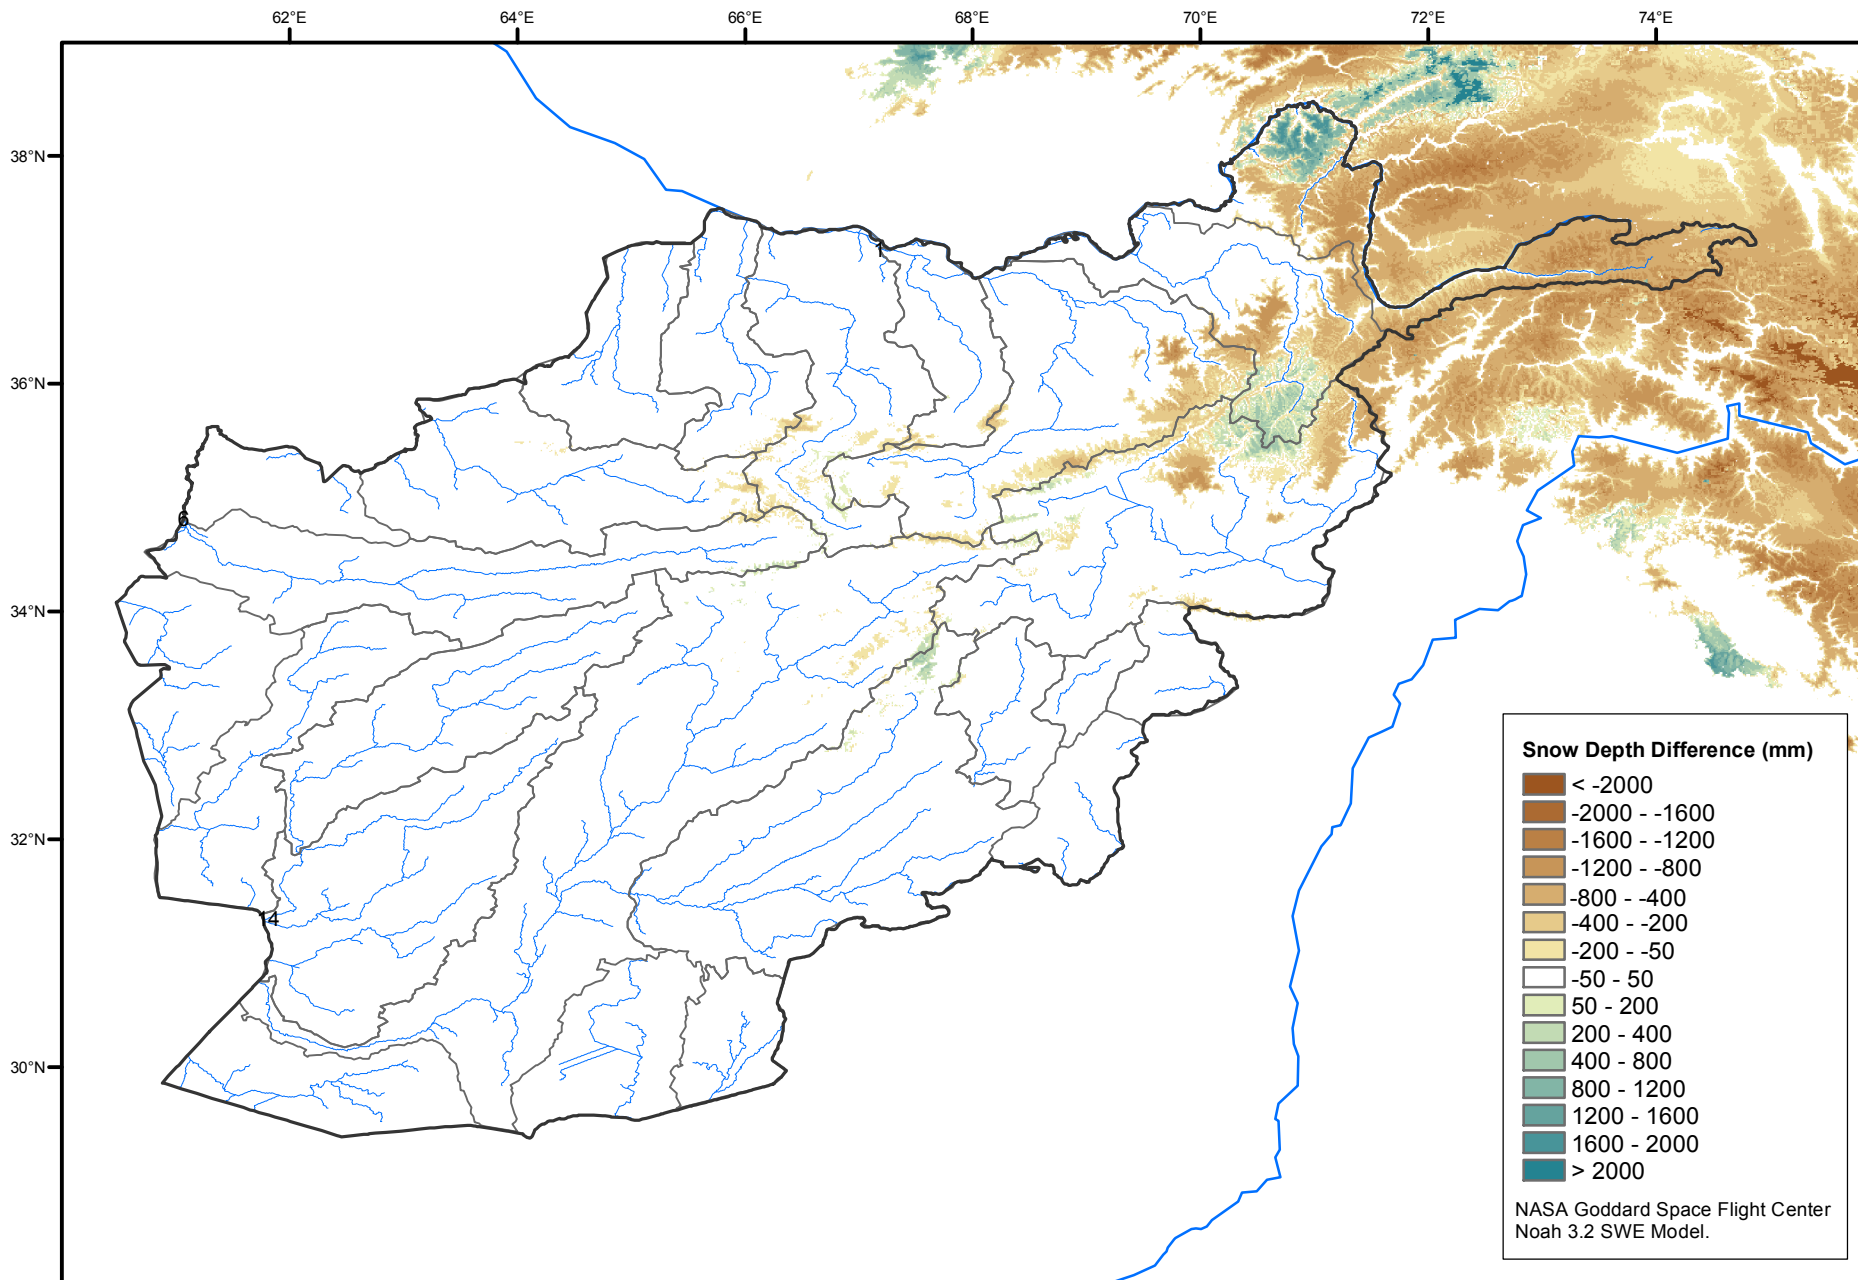 62°E 64°E 66°E 68°E 70°E 72°E 74°E
38°N
1
36°N
6
34°N
32°N
14
30°N
Snow Depth Difference (mm)
< -2000
-2000 - -1600
-1600 - -1200
-1200 - -800
-800 - -400
-400 - -200
-200 - -50
-50 - 50
50 - 200
200 - 400
400 - 800
800 - 1200
1200 - 1600
1600 - 2000
> 2000
NASA Goddard Space Flight Center
Noah 3.2 SWE Model.